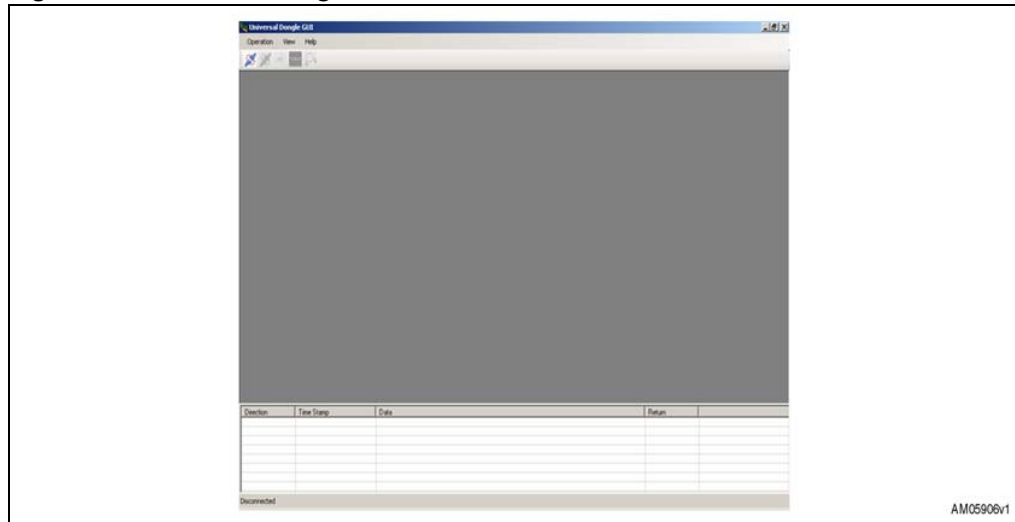 Universal Dongle GUI
Operation View Help
Direction Time Stamp Data Return
Disconnected
AM05906v1